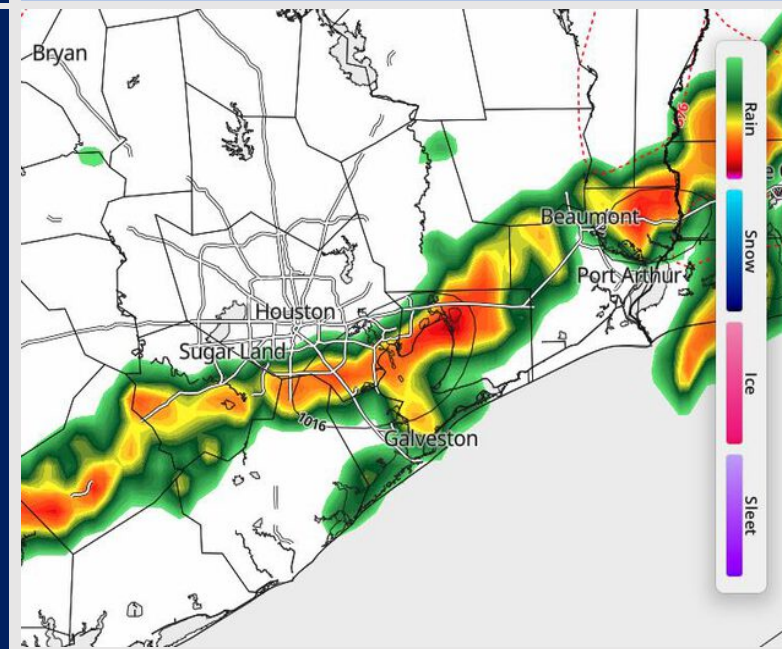 Bryan
Rain
Beaumont
Snow
Port Arthur
Houston
Sugar Land
Ice
1016
Galveston
Sleet